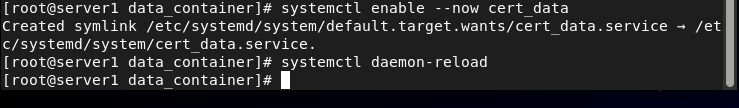 [root@server1 data_container]# systemctl enable --now cert_data
Created symlink /etc/systemd/system/default.target.wants/cert_data.service → /et
c/systemd/system/cert_data.service.
[root@server1 data_container]# systemctl daemon-reload
[root@server1 data_container]#